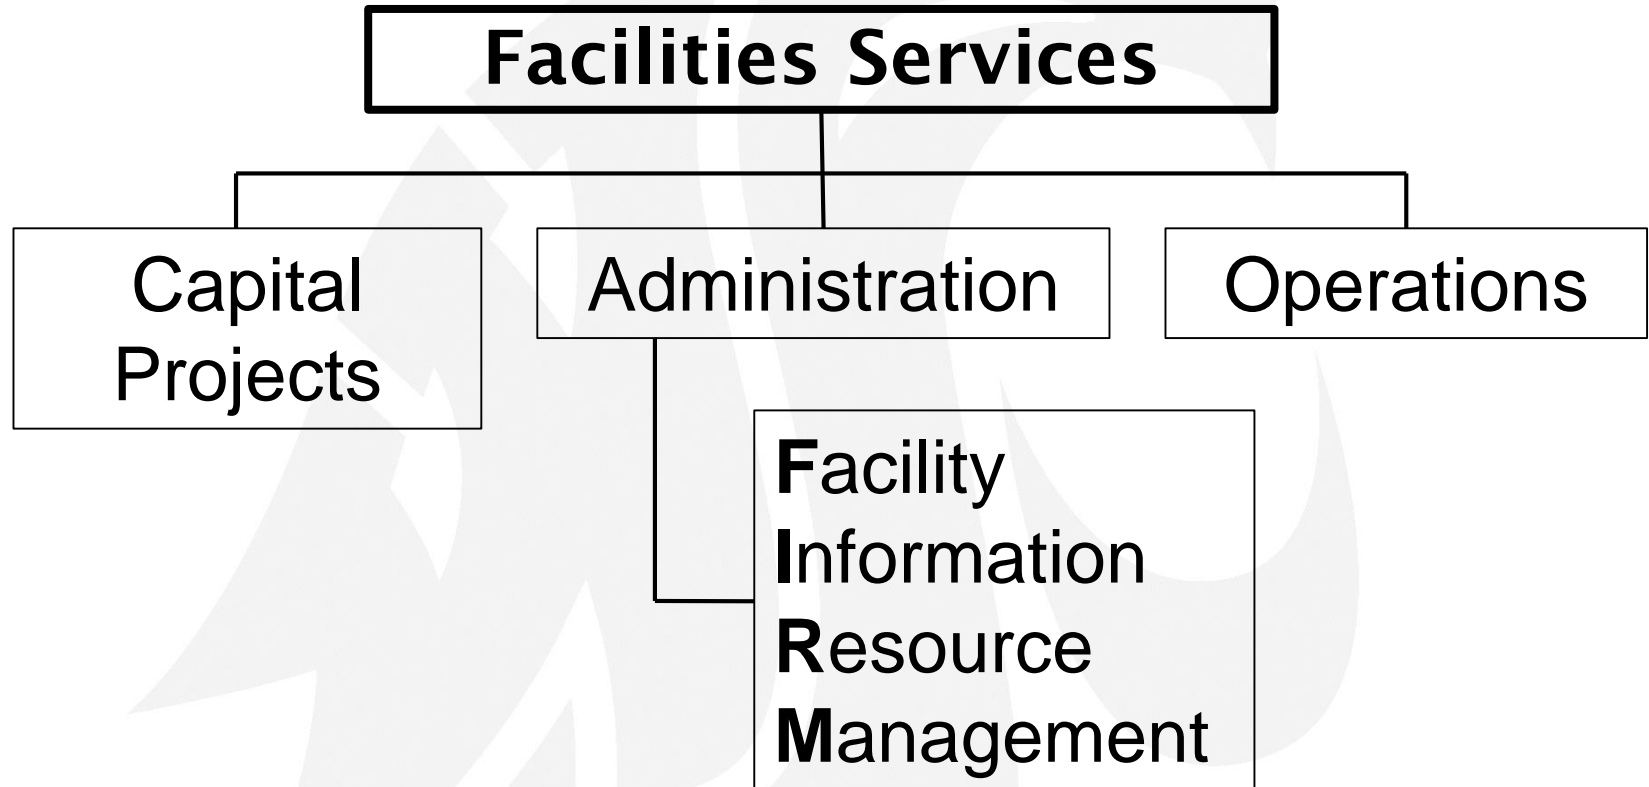 Facilities Services
Capital
Projects
Administration
Operations
Facility
Information
Resource
Management